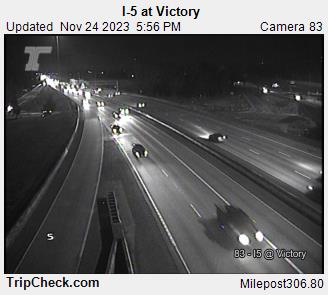 I-5 at Victory
Updated Nov 24 2023 5:56 PM Camera 83
T
S
83 - I5 @ Victory
TripCheck.com Milepost306.80